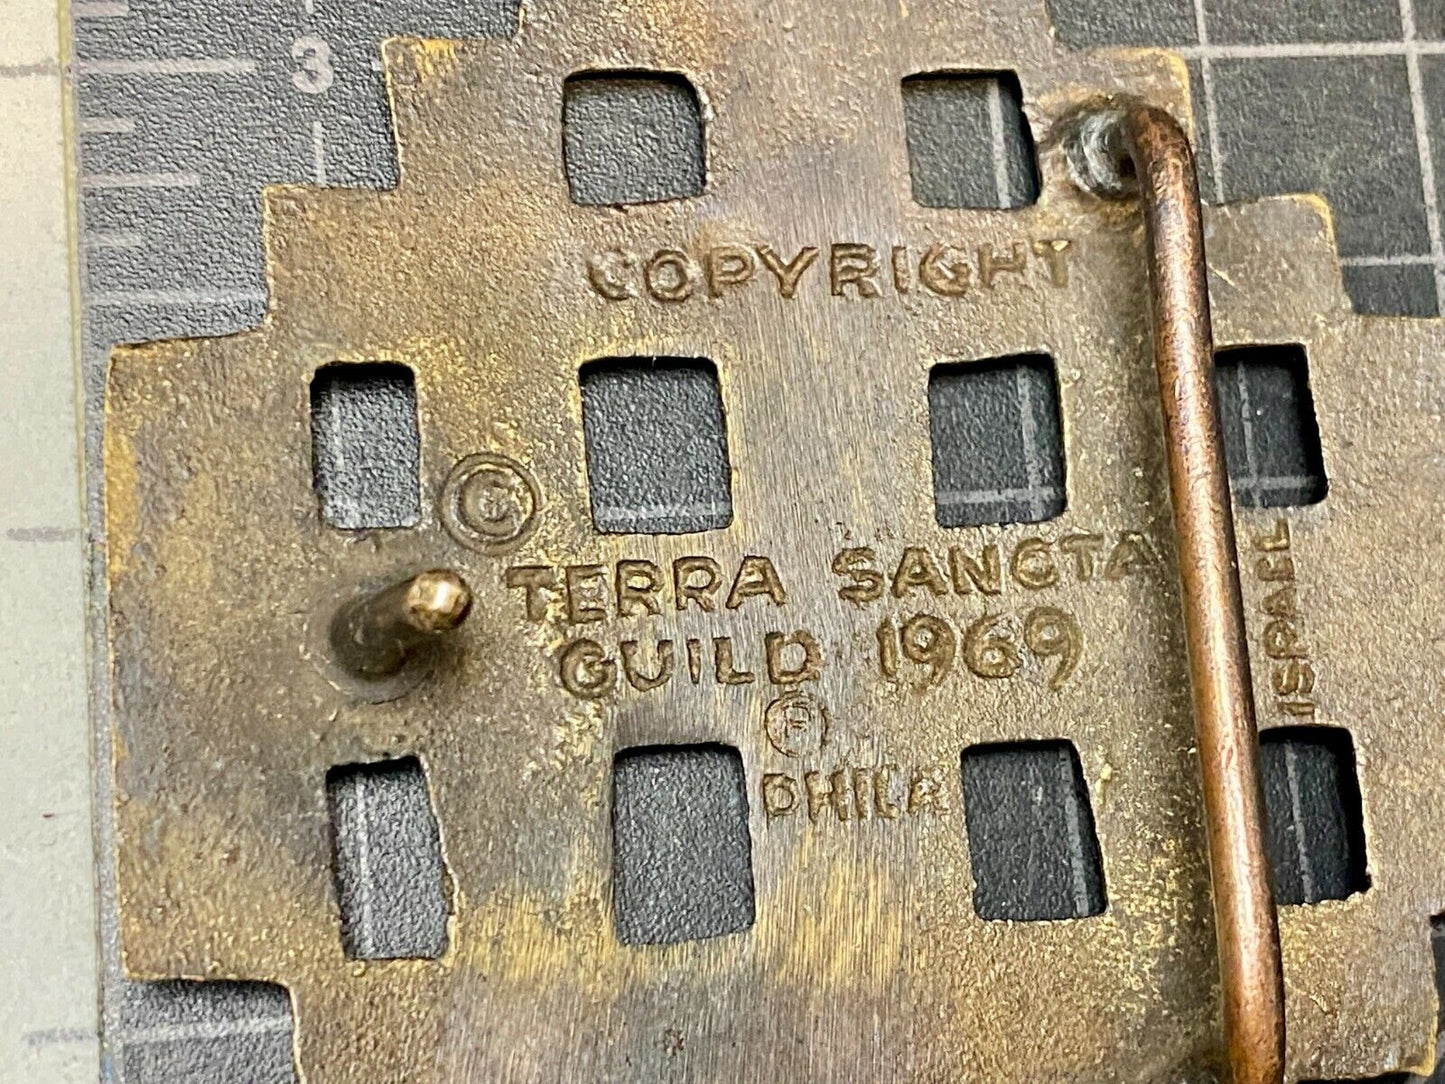 3
COPYRIGHT
©
TERRA SANCTA
GUILD 1969
℗
PHILA
ISRAEL